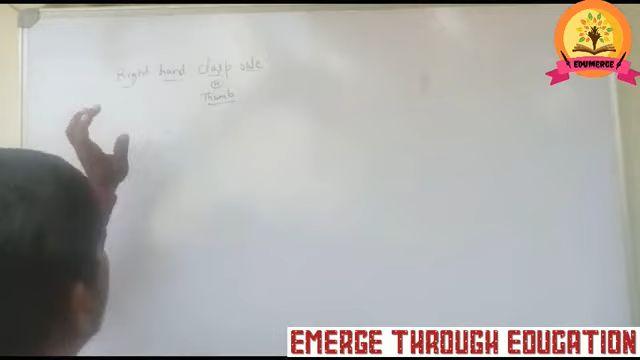 Right hand clasp rule
(or)
Thumb
EDUMERGE
EMERGE THROUGH EDUCATION